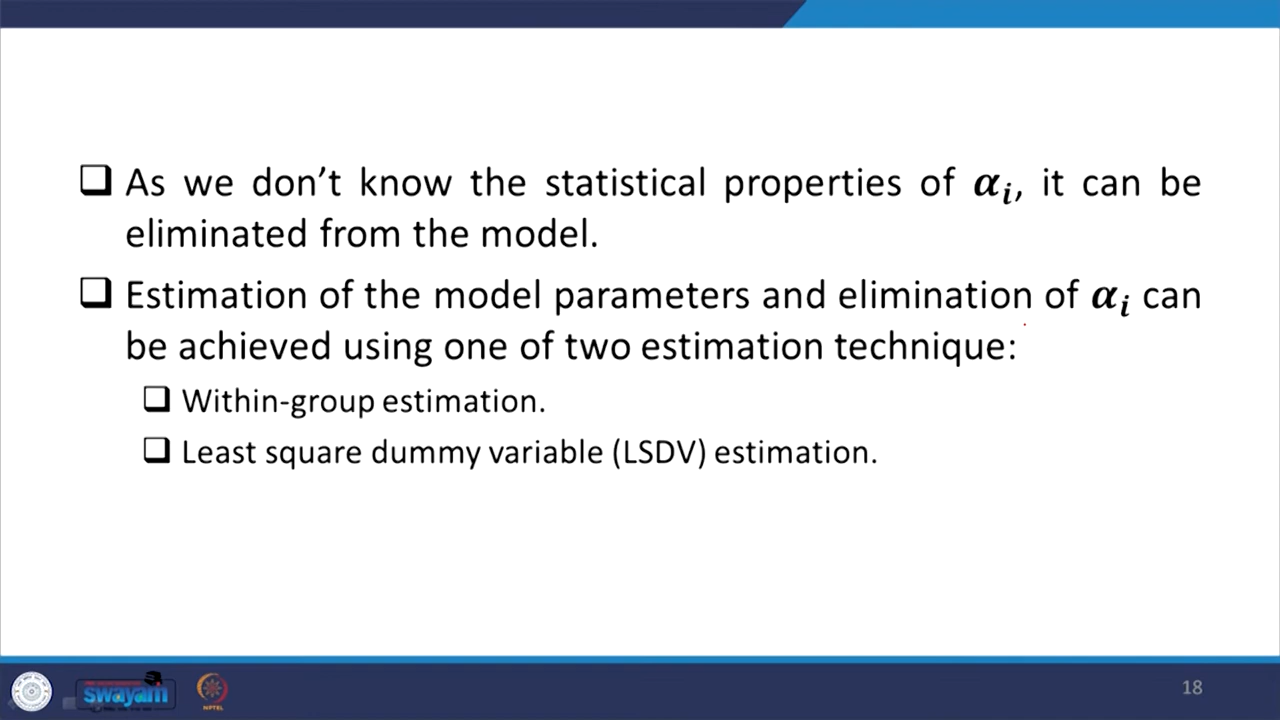 As we don't know the statistical properties of αᵢ, it can be
eliminated from the model.
Estimation of the model parameters and elimination of αᵢ can
be achieved using one of two estimation technique:
Within-group estimation.
Least square dummy variable (LSDV) estimation.
swayam
NPTEL
18